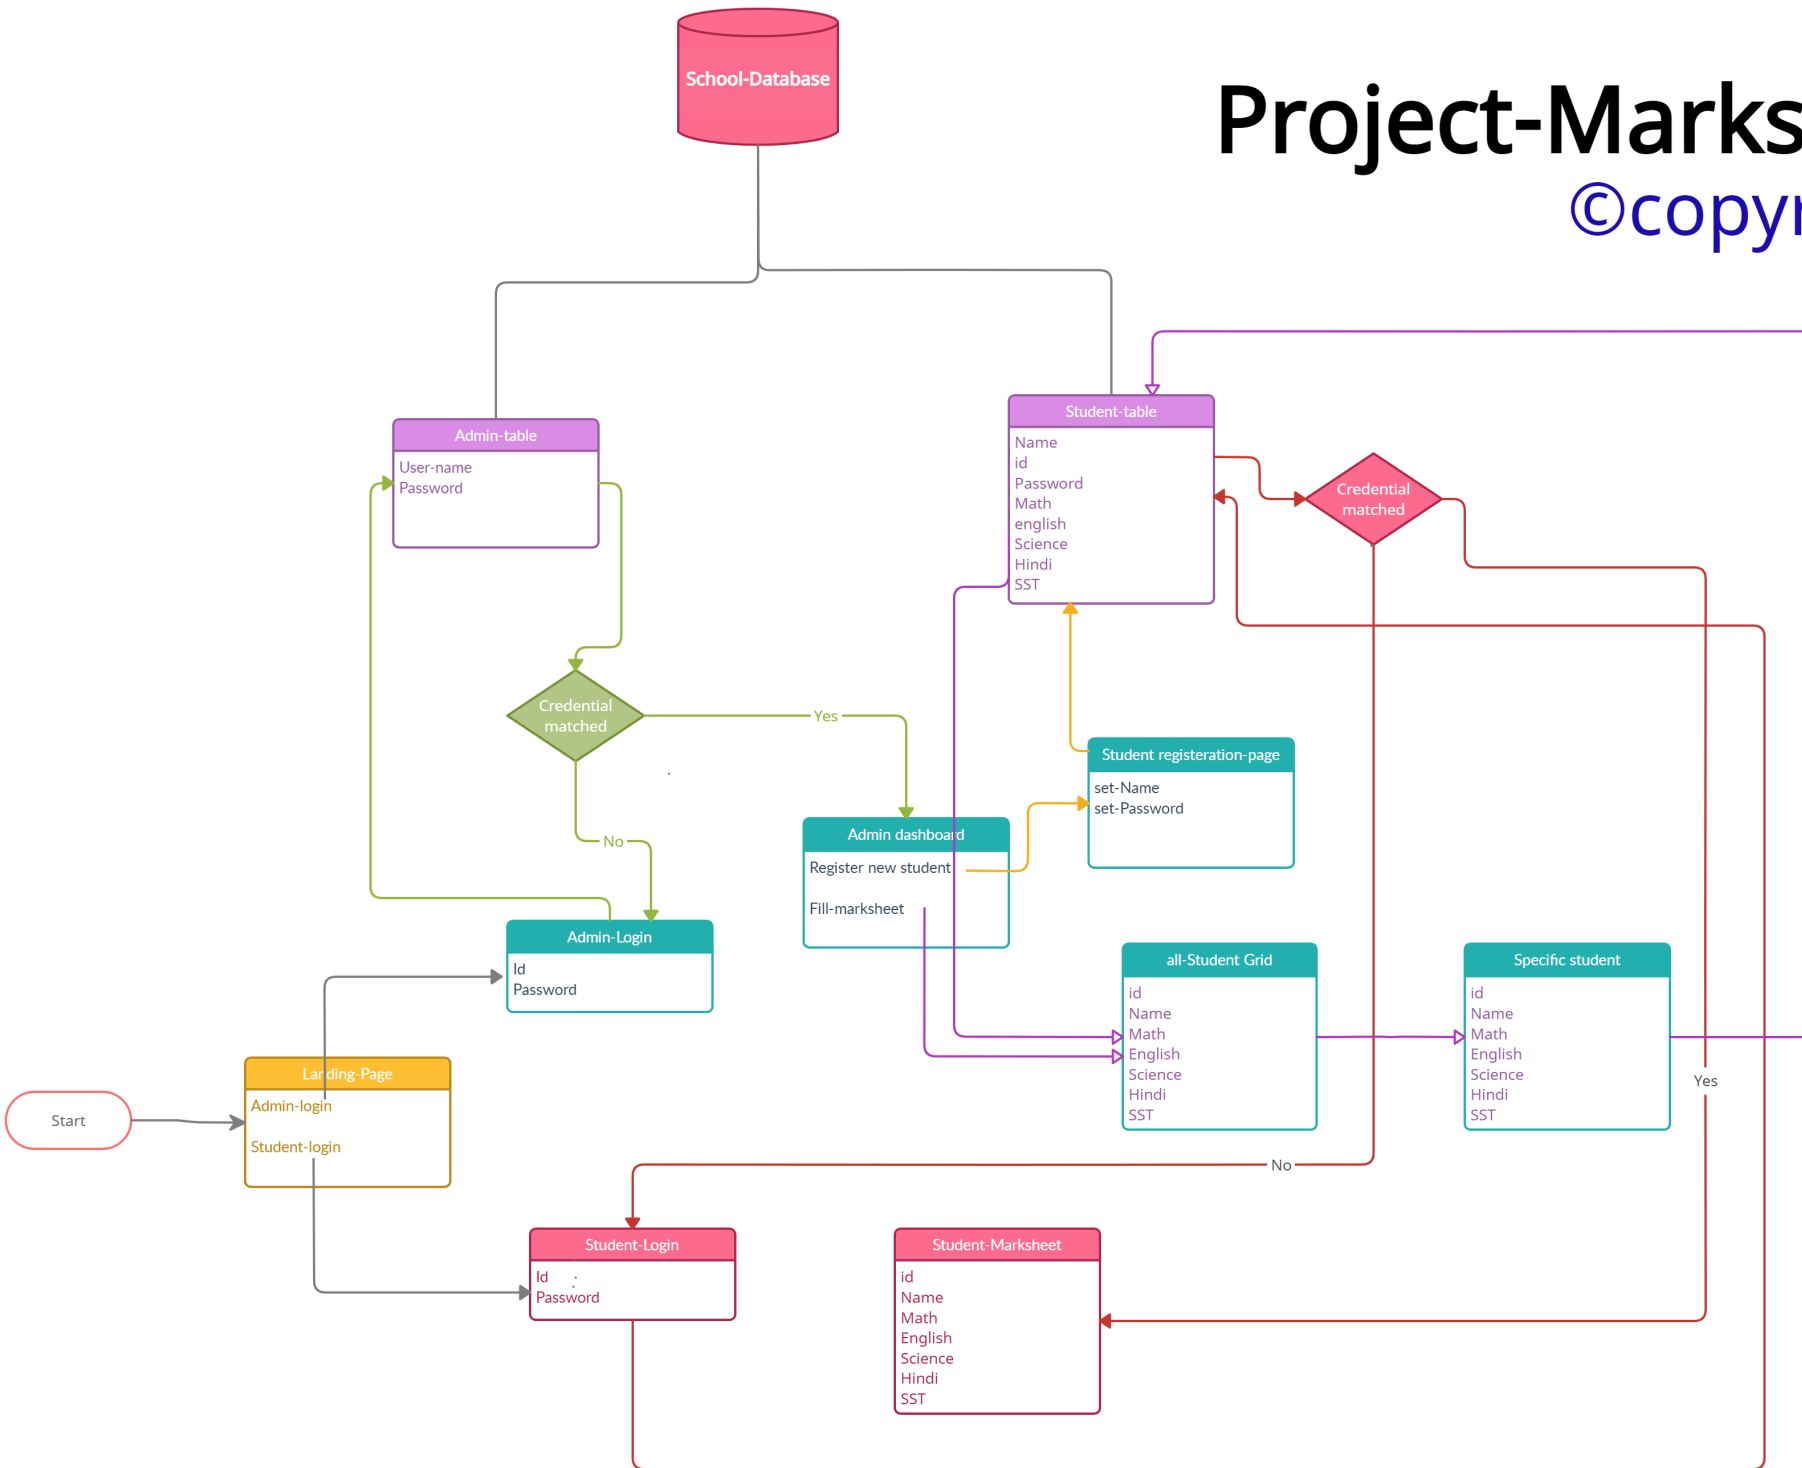 School-Database
Project-Marks
©copyr
Admin-table
User-name
Password
Student-table
Name
id
Password
Math
english
Science
Hindi
SST
Credential
matched
Credential
matched
Yes
No
Student registeration-page
set-Name
set-Password
Admin dashboard
Register new student
Fill-marksheet
Admin-Login
Id
Password
all-Student Grid
id
Name
Math
English
Science
Hindi
SST
Specific student
id
Name
Math
English
Science
Hindi
SST
Yes
Landing-Page
Admin-login
Student-login
Start
No
Student-Login
Id
Password
Student-Marksheet
id
Name
Math
English
Science
Hindi
SST